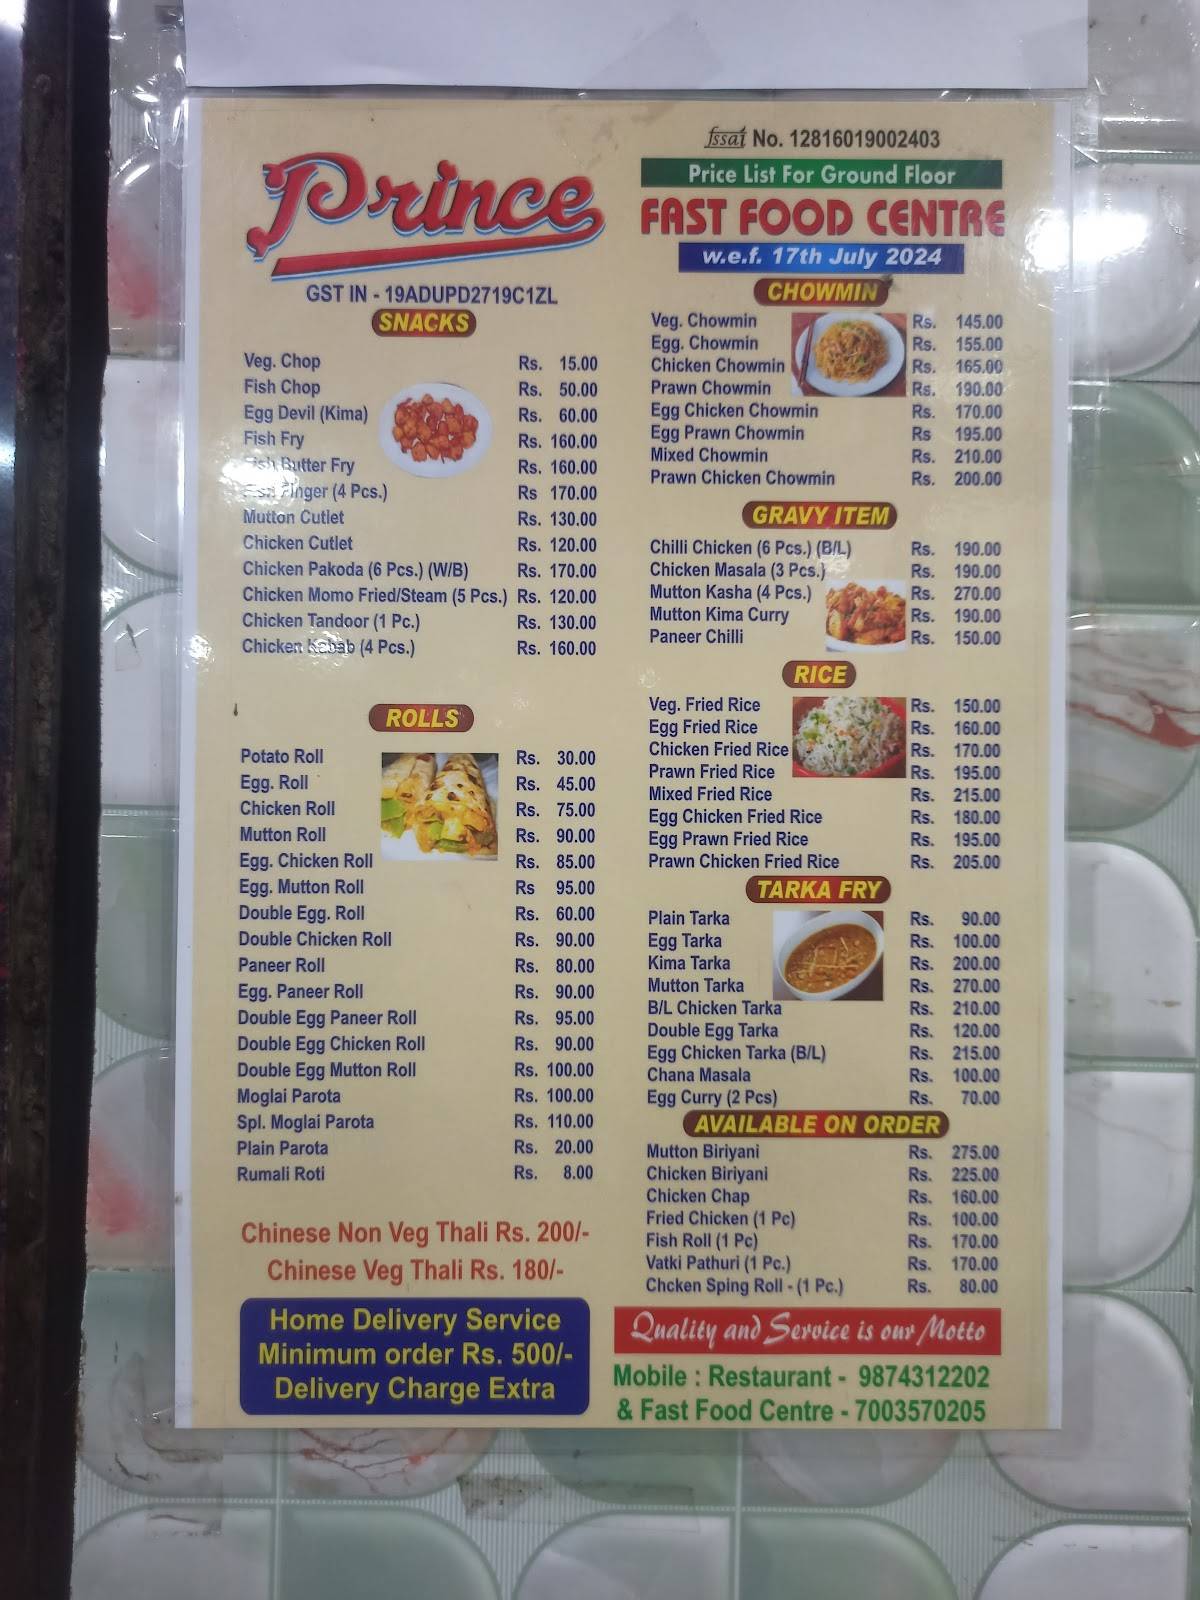 Prince
GST IN - 19ADUPD2719C1ZL
SNACKS
Veg. Chop Rs. 15.00
Fish Chop Rs. 50.00
Egg Devil (Kima) Rs. 60.00
Fish Fry Rs. 160.00
Fish Butter Fry Rs. 160.00
Fish Finger (4 Pcs.) Rs 170.00
Mutton Cutlet Rs. 130.00
Chicken Cutlet Rs. 120.00
Chicken Pakoda (6 Pcs.) (W/B) Rs. 170.00
Chicken Momo Fried/Steam (5 Pcs.) Rs. 120.00
Chicken Tandoor (1 Pc.) Rs. 130.00
Chicken Kabab (4 Pcs.) Rs. 160.00
ROLLS
Potato Roll Rs. 30.00
Egg. Roll Rs. 45.00
Chicken Roll Rs. 75.00
Mutton Roll Rs. 90.00
Egg. Chicken Roll Rs. 85.00
Egg. Mutton Roll Rs 95.00
Double Egg. Roll Rs. 60.00
Double Chicken Roll Rs. 90.00
Paneer Roll Rs. 80.00
Egg. Paneer Roll Rs. 90.00
Double Egg Paneer Roll Rs. 95.00
Double Egg Chicken Roll Rs. 90.00
Double Egg Mutton Roll Rs. 100.00
Moglai Parota Rs. 100.00
Spl. Moglai Parota Rs. 110.00
Plain Parota Rs. 20.00
Rumali Roti Rs. 8.00
Chinese Non Veg Thali Rs. 200/-
Chinese Veg Thali Rs. 180/-
Home Delivery Service
Minimum order Rs. 500/-
Delivery Charge Extra
fssai No. 12816019002403
Price List For Ground Floor
FAST FOOD CENTRE
w.e.f. 17th July 2024
CHOWMIN
Veg. Chowmin Rs. 145.00
Egg. Chowmin Rs. 155.00
Chicken Chowmin Rs. 165.00
Prawn Chowmin Rs. 190.00
Egg Chicken Chowmin Rs. 170.00
Egg Prawn Chowmin Rs 195.00
Mixed Chowmin Rs. 210.00
Prawn Chicken Chowmin Rs. 200.00
GRAVY ITEM
Chilli Chicken (6 Pcs.) (B/L) Rs. 190.00
Chicken Masala (3 Pcs.) Rs. 190.00
Mutton Kasha (4 Pcs.) Rs. 270.00
Mutton Kima Curry Rs. 190.00
Paneer Chilli Rs. 150.00
RICE
Veg. Fried Rice Rs. 150.00
Egg Fried Rice Rs. 160.00
Chicken Fried Rice Rs. 170.00
Prawn Fried Rice Rs. 195.00
Mixed Fried Rice Rs. 215.00
Egg Chicken Fried Rice Rs. 180.00
Egg Prawn Fried Rice Rs. 195.00
Prawn Chicken Fried Rice Rs. 205.00
TARKA FRY
Plain Tarka Rs. 90.00
Egg Tarka Rs. 100.00
Kima Tarka Rs. 200.00
Mutton Tarka Rs. 270.00
B/L Chicken Tarka Rs. 210.00
Double Egg Tarka Rs. 120.00
Egg Chicken Tarka (B/L) Rs. 215.00
Chana Masala Rs. 100.00
Egg Curry (2 Pcs) Rs. 70.00
AVAILABLE ON ORDER
Mutton Biriyani Rs. 275.00
Chicken Biriyani Rs. 225.00
Chicken Chap Rs. 160.00
Fried Chicken (1 Pc) Rs. 100.00
Fish Roll (1 Pc) Rs. 170.00
Vatki Pathuri (1 Pc.) Rs. 170.00
Chcken Sping Roll - (1 Pc.) Rs. 80.00
Quality and Service is our Motto
Mobile : Restaurant - 9874312202
& Fast Food Centre - 7003570205